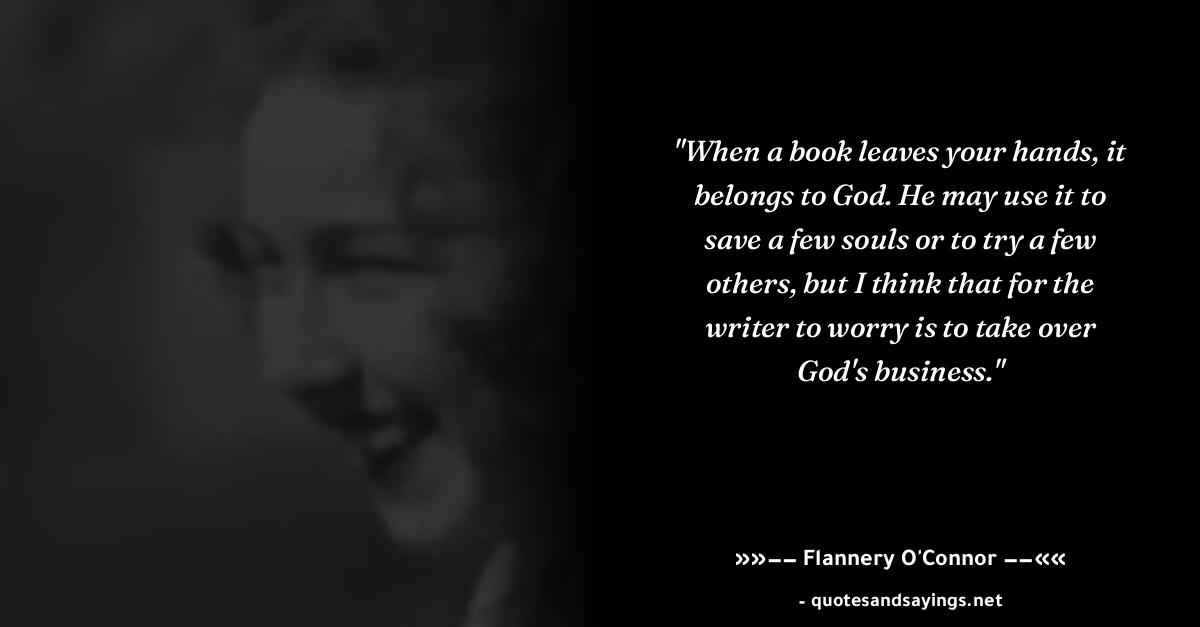 "When a book leaves your hands, it
belongs to God. He may use it to
save a few souls or to try a few
others, but I think that for the
writer to worry is to take over
God's business."
»»–– Flannery O'Connor ––««
- quotesandsayings.net